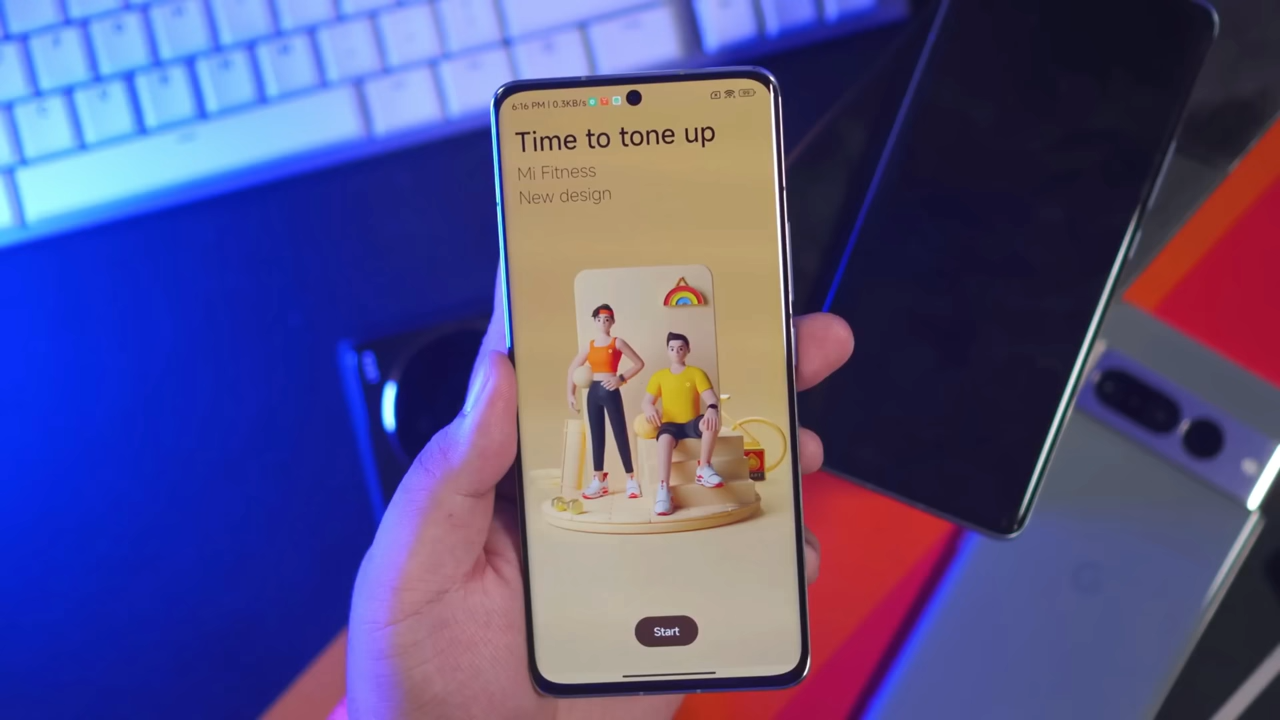 6:16 PM | 0.3KB/s
Time to tone up
Mi Fitness
New design
Start